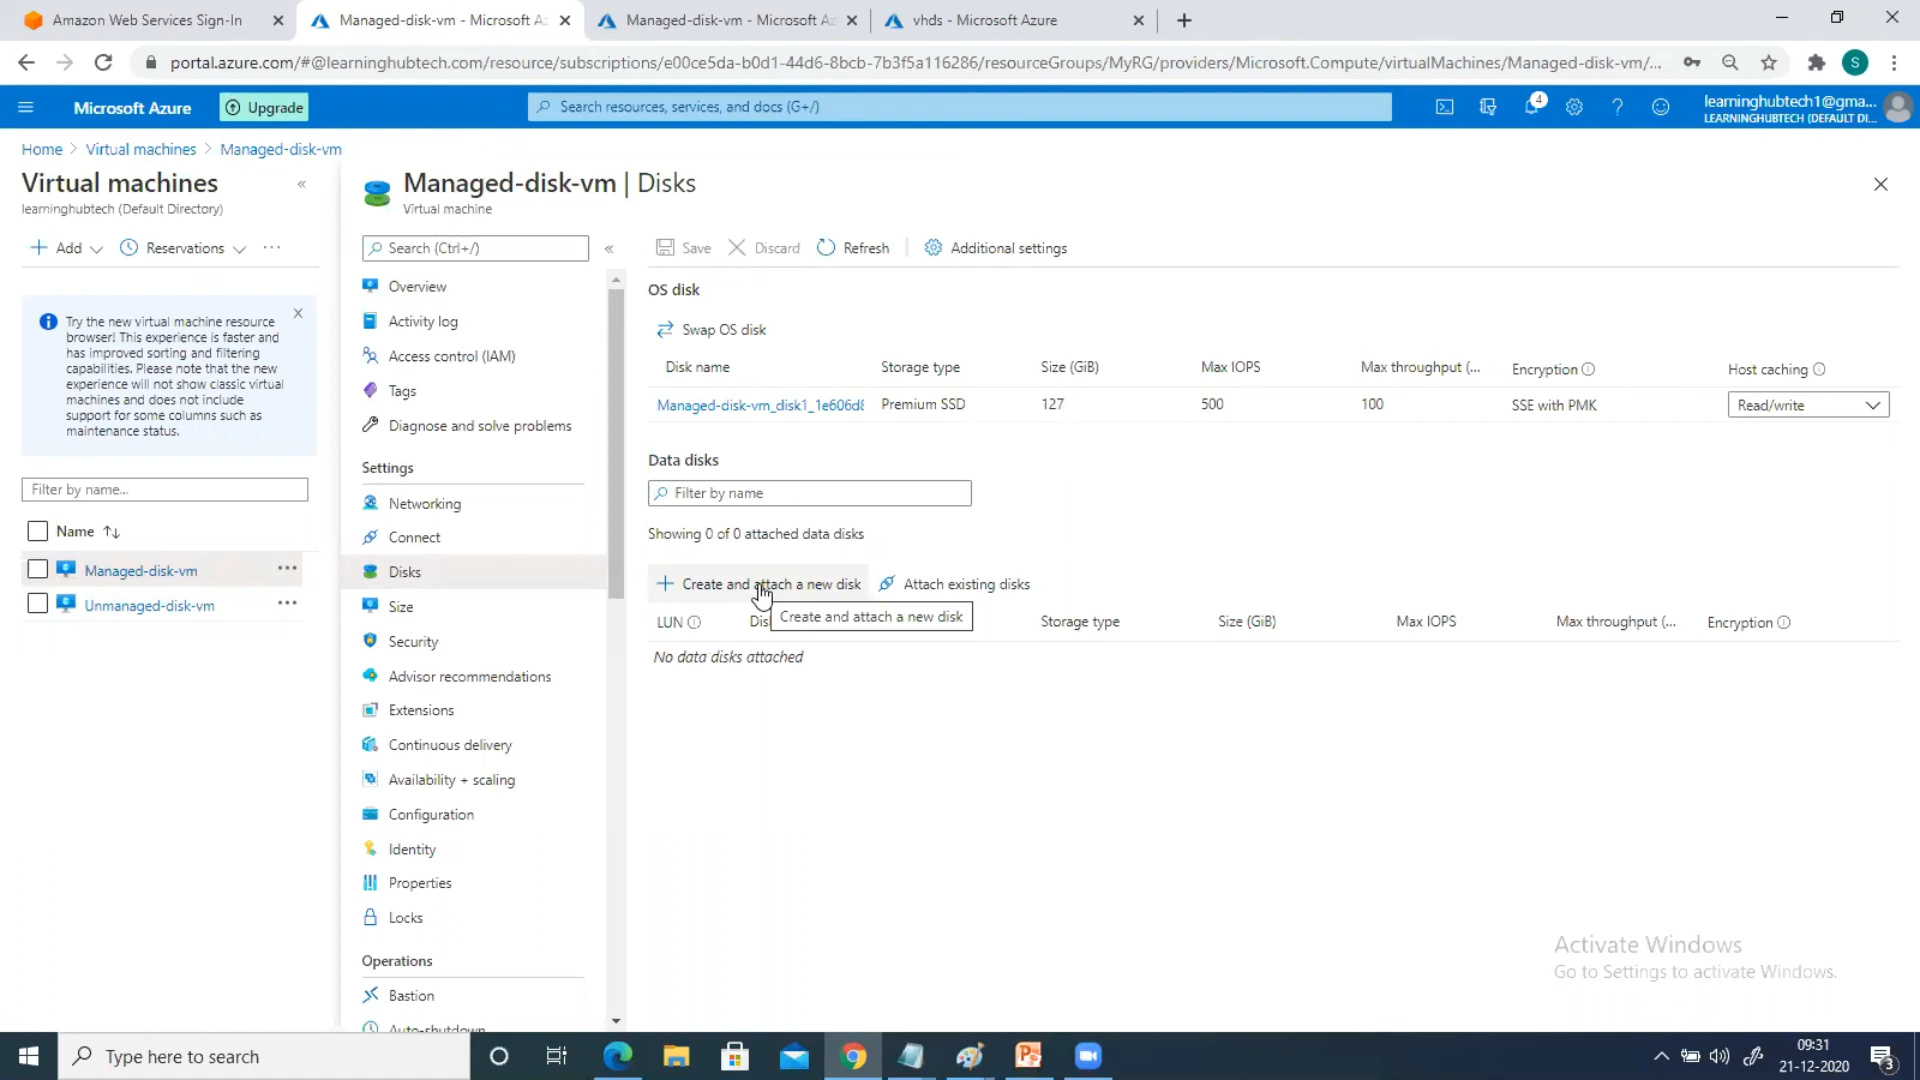 Amazon Web Services Sign-In
Managed-disk-vm - Microsoft Az
Managed-disk-vm - Microsoft Az
vhds - Microsoft Azure
portal.azure.com/#@learninghubtech.com/resource/subscriptions/e00ce5da-b0d1-44d6-8bcb-7b3f5a116286/resourceGroups/MyRG/providers/Microsoft.Compute/virtualMachines/Managed-disk-vm/...
S
Microsoft Azure
Upgrade
Search resources, services, and docs (G+/)
4
learninghubtech1@gma...
LEARNINGHUBTECH (DEFAULT DI...
Home > Virtual machines > Managed-disk-vm
Virtual machines
learninghubtech (Default Directory)
Add
Reservations
Try the new virtual machine resource
browser! This experience is faster and
has improved sorting and filtering
capabilities. Please note that the new
experience will not show classic virtual
machines and does not include
support for some columns such as
maintenance status.
Filter by name...
Name
Managed-disk-vm
Unmanaged-disk-vm
Managed-disk-vm | Disks
Virtual machine
Search (Ctrl+/)
Overview
Activity log
Access control (IAM)
Tags
Diagnose and solve problems
Settings
Networking
Connect
Disks
Size
Security
Advisor recommendations
Extensions
Continuous delivery
Availability + scaling
Configuration
Identity
Properties
Locks
Operations
Bastion
Auto-shutdown
Save
Discard
Refresh
Additional settings
OS disk
Swap OS disk
Disk name Storage type Size (GiB) Max IOPS Max throughput (... Encryption Host caching
Managed-disk-vm_disk1_1e606d8 Premium SSD 127 500 100 SSE with PMK Read/write
Data disks
Filter by name
Showing 0 of 0 attached data disks
Create and attach a new disk
Attach existing disks
Create and attach a new disk
LUN Dis Storage type Size (GiB) Max IOPS Max throughput (... Encryption
No data disks attached
Activate Windows
Go to Settings to activate Windows.
Type here to search
09:31
21-12-2020
3